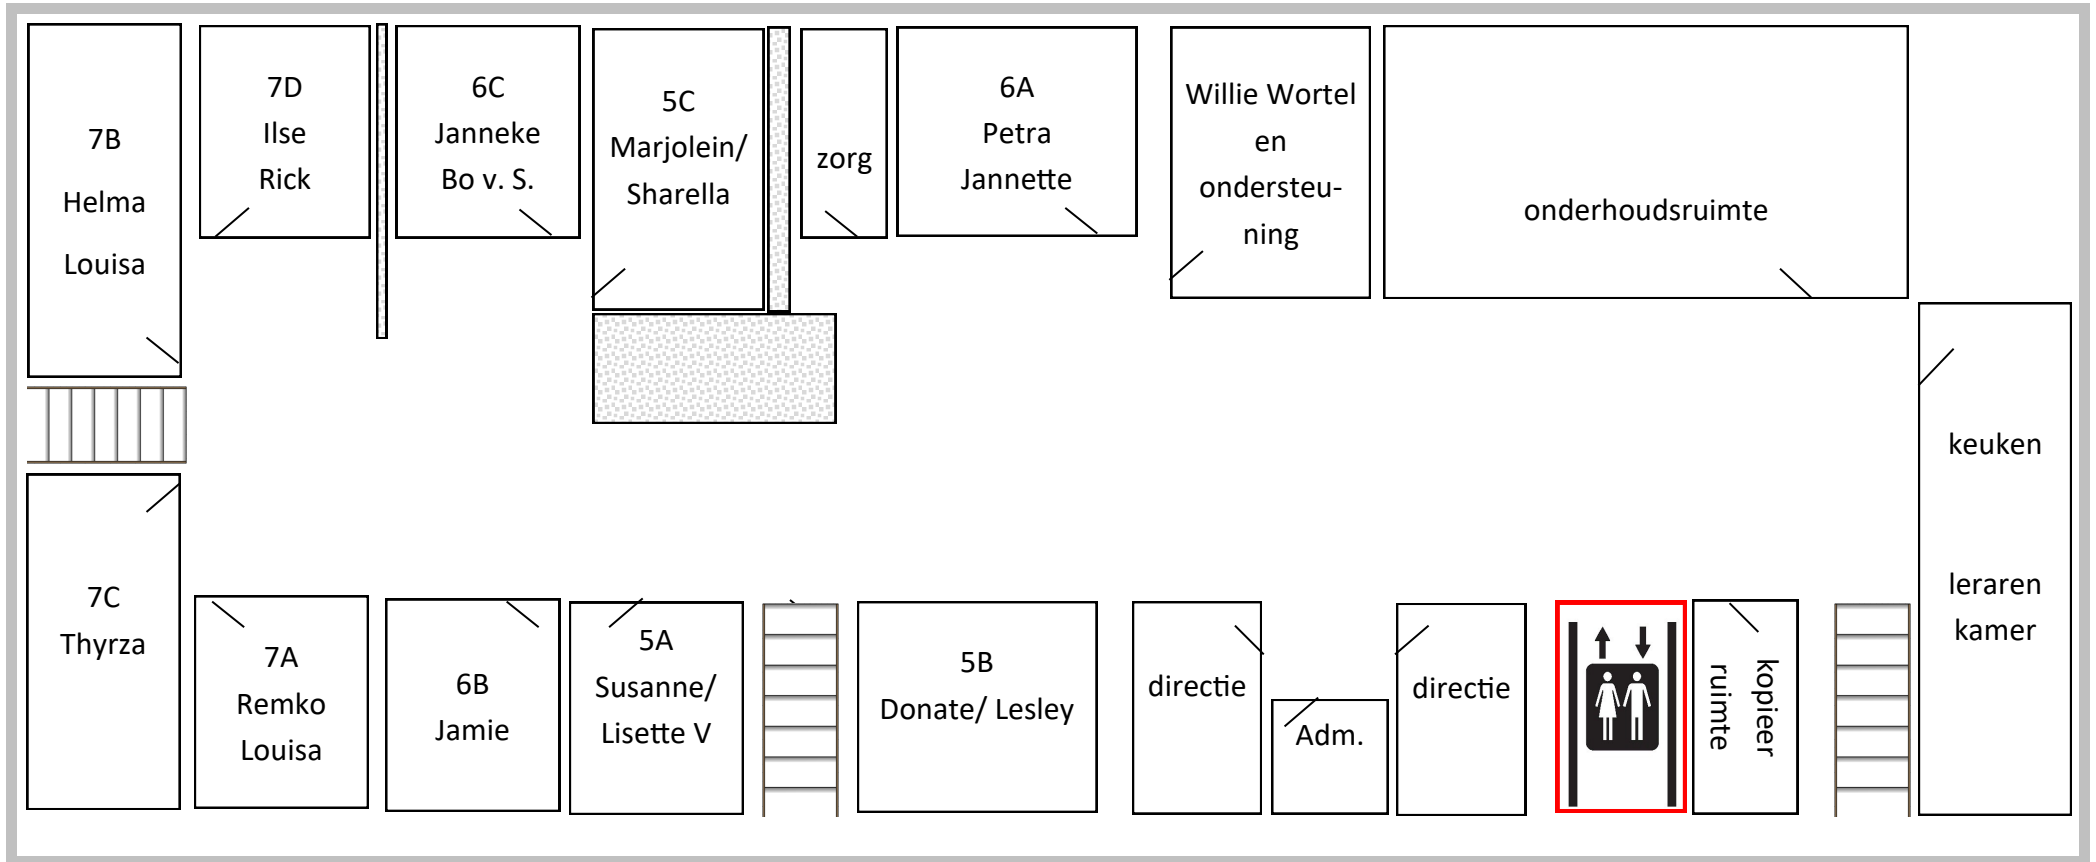 7B
Helma
Louisa
7D
Ilse
Rick
6C
Janneke
Bo v. S.
5C
Marjolein/
Sharella
zorg
6A
Petra
Jannette
Willie Wortel
en
ondersteu-
ning
onderhoudsruimte
keuken
leraren
kamer
7C
Thyrza
7A
Remko
Louisa
6B
Jamie
5A
Susanne/
Lisette V
5B
Donate/ Lesley
directie
Adm.
directie
kopieer
ruimte